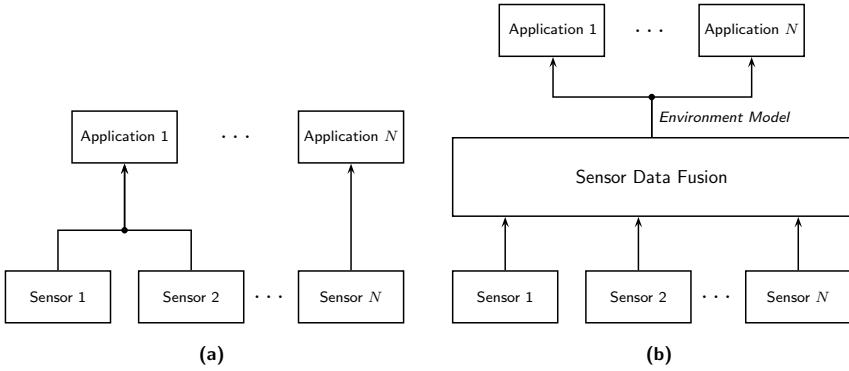 Application 1 · · · Application N
Sensor 1 Sensor 2 · · · Sensor N
(a)
Application 1 · · · Application N
Environment Model
Sensor Data Fusion
Sensor 1 Sensor 2 · · · Sensor N
(b)